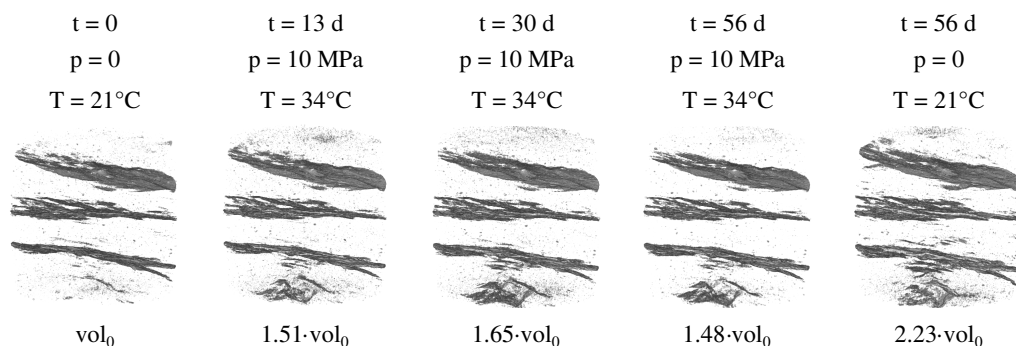 t = 0 t = 13 d t = 30 d t = 56 d t = 56 d
p = 0 p = 10 MPa p = 10 MPa p = 10 MPa p = 0
T = 21°C T = 34°C T = 34°C T = 34°C T = 21°C
vol₀ 1.51·vol₀ 1.65·vol₀ 1.48·vol₀ 2.23·vol₀